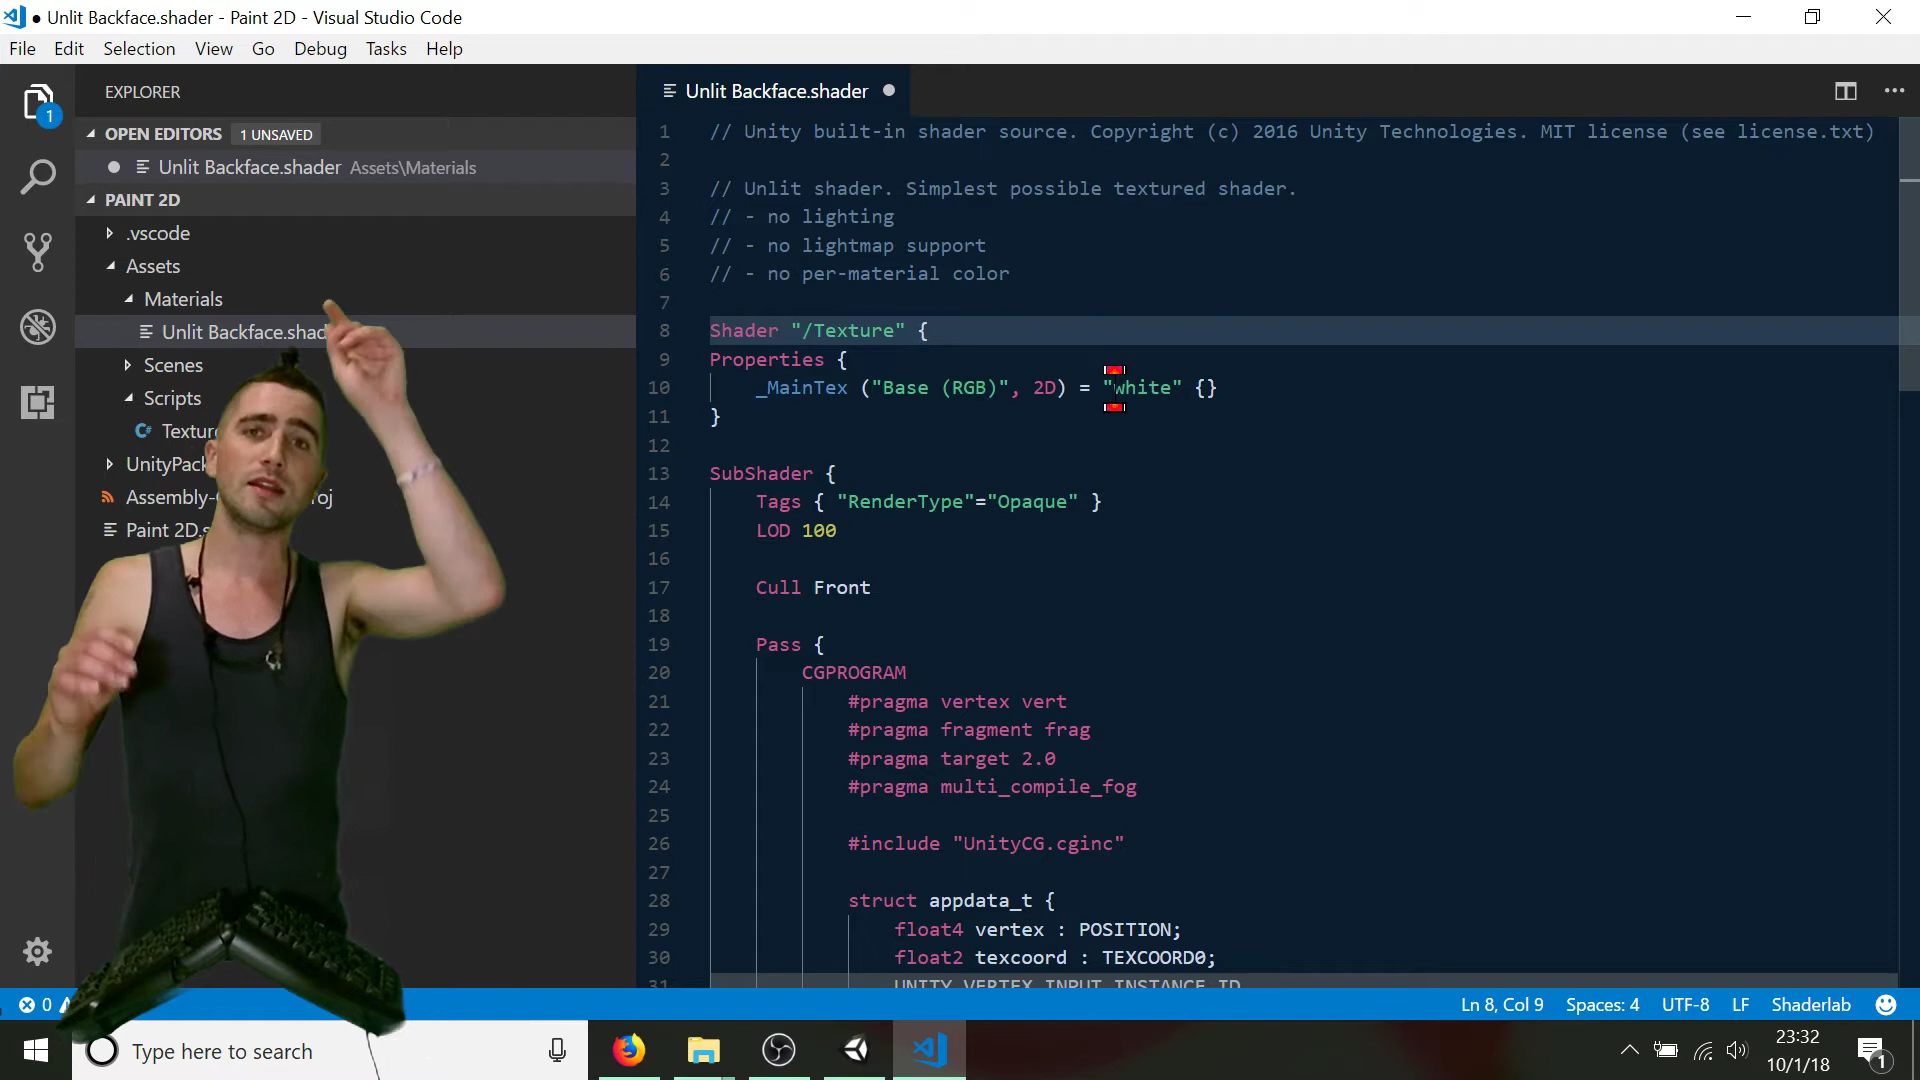 Unlit Backface.shader - Paint 2D - Visual Studio Code
File Edit Selection View Go Debug Tasks Help
EXPLORER
OPEN EDITORS 1 UNSAVED
Unlit Backface.shader Assets\Materials
PAINT 2D
.vscode
Assets
Materials
Unlit Backface.shad
Scenes
Scripts
Textur
UnityPack
Assembly- oj
Paint 2D.s
1
Unlit Backface.shader
1 // Unity built-in shader source. Copyright (c) 2016 Unity Technologies. MIT license (see license.txt)
2
3 // Unlit shader. Simplest possible textured shader.
4 // - no lighting
5 // - no lightmap support
6 // - no per-material color
7
8 Shader "/Texture" {
9 Properties {
10 _MainTex ("Base (RGB)", 2D) = "white" {}
11 }
12
13 SubShader {
14 Tags { "RenderType"="Opaque" }
15 LOD 100
16
17 Cull Front
18
19 Pass {
20 CGPROGRAM
21 #pragma vertex vert
22 #pragma fragment frag
23 #pragma target 2.0
24 #pragma multi_compile_fog
25
26 #include "UnityCG.cginc"
27
28 struct appdata_t {
29 float4 vertex : POSITION;
30 float2 texcoord : TEXCOORD0;
31 UNITY_VERTEX_INPUT_INSTANCE_ID
0
Ln 8, Col 9 Spaces: 4 UTF-8 LF Shaderlab
Type here to search
23:32
10/1/18
1